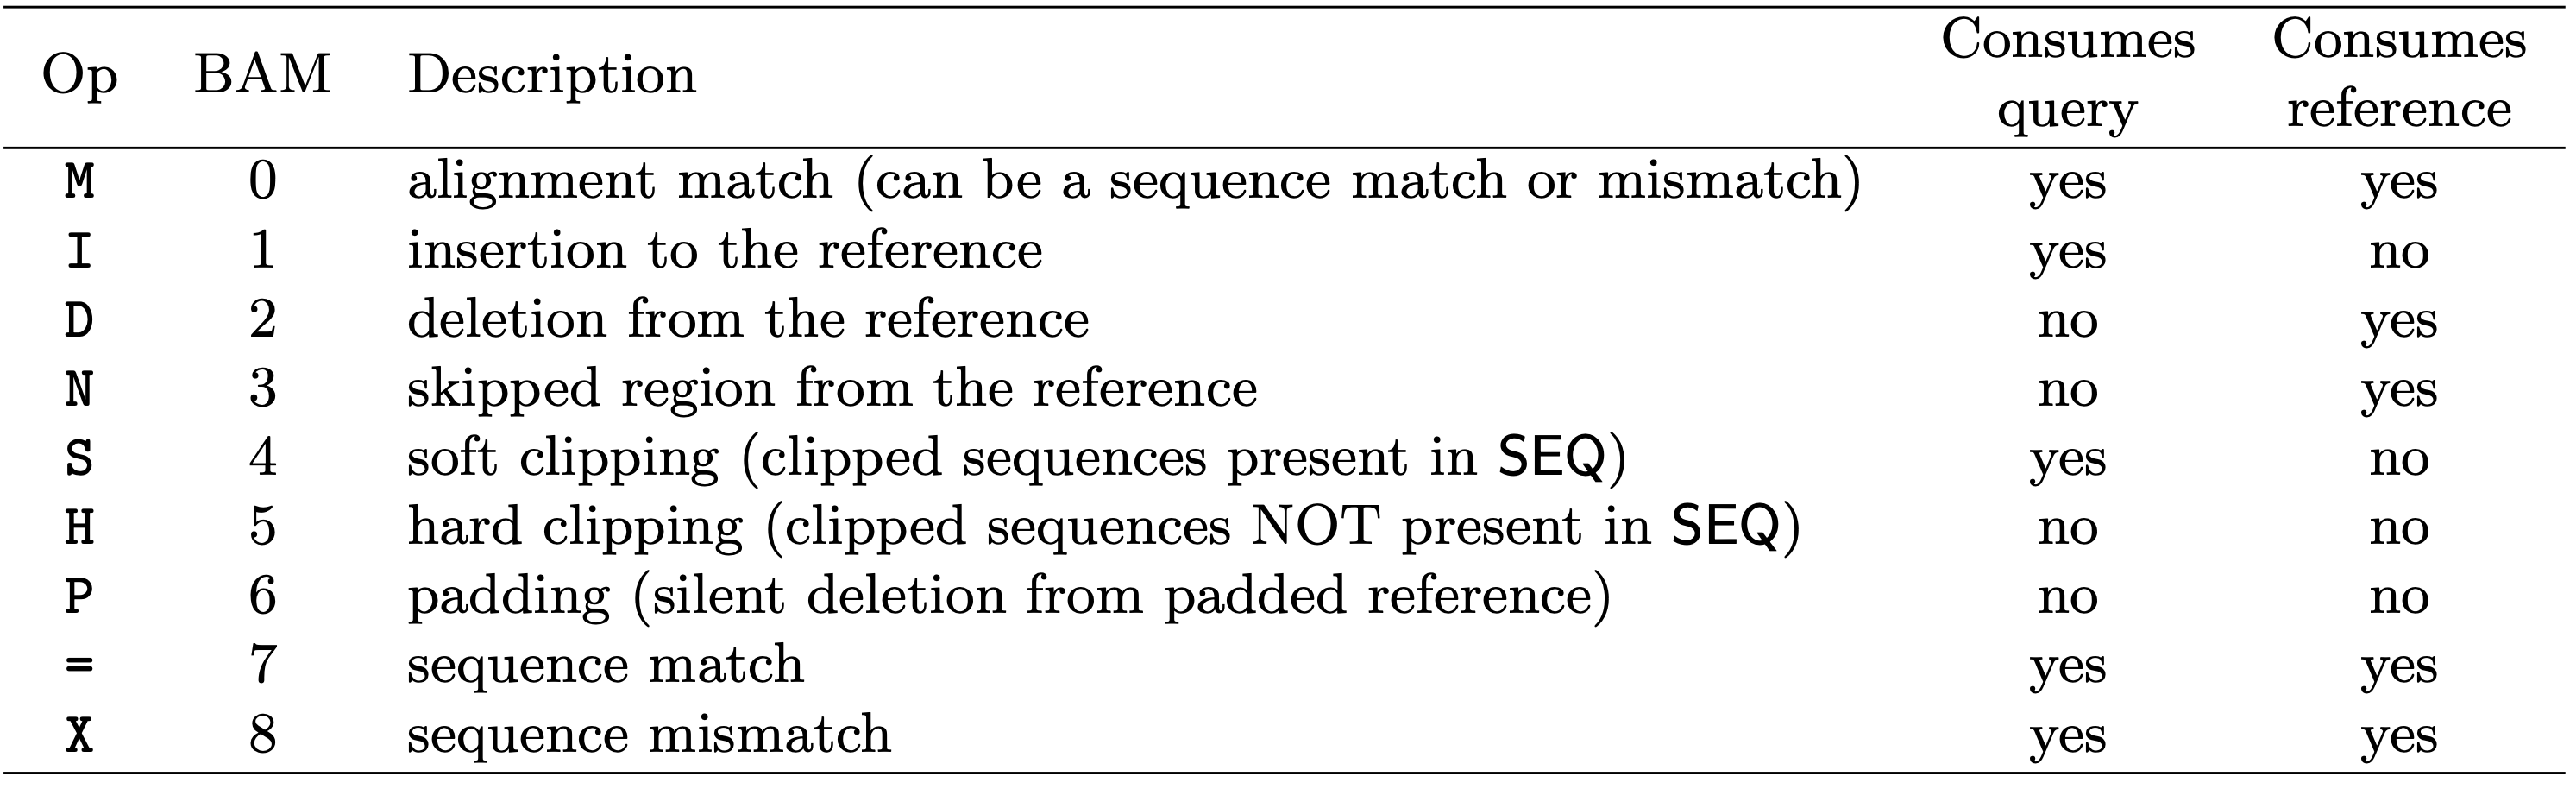 Op BAM Description Consumes query Consumes reference
M 0 alignment match (can be a sequence match or mismatch) yes yes
I 1 insertion to the reference yes no
D 2 deletion from the reference no yes
N 3 skipped region from the reference no yes
S 4 soft clipping (clipped sequences present in SEQ) yes no
H 5 hard clipping (clipped sequences NOT present in SEQ) no no
P 6 padding (silent deletion from padded reference) no no
= 7 sequence match yes yes
X 8 sequence mismatch yes yes